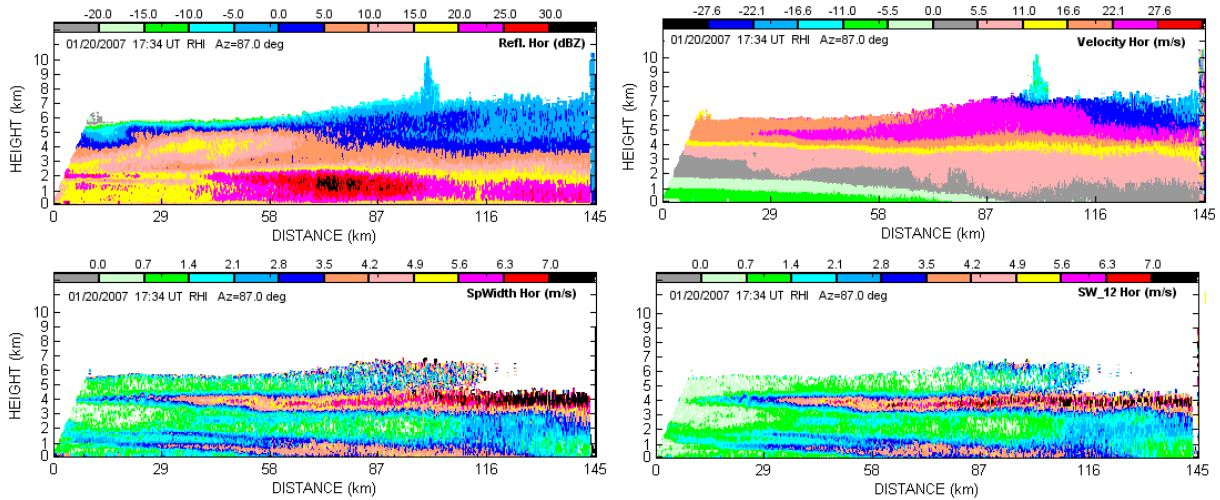 -20.0 -15.0 -10.0 -5.0 0.0 5.0 10.0 15.0 20.0 25.0 30.0
01/20/2007 17:34 UT RHI Az=87.0 deg
Refl. Hor (dBZ)
10
9
8
7
6
5
4
3
2
1
0
HEIGHT (km)
0 29 58 87 116 145
DISTANCE (km)
-27.6 -22.1 -16.6 -11.0 0.0 5.5 11.0 16.6 22.1 27.6
01/20/2007 17:34 UT RHI Az=87.0 deg
Velocity Hor (m/s)
10
9
8
7
6
5
4
3
2
1
0
HEIGHT (km)
0 29 58 87 116 145
DISTANCE (km)
0.0 0.7 1.4 2.1 2.8 3.5 4.2 4.9 5.6 6.3 7.0
01/20/2007 17:34 UT RHI Az=87.0 deg
SpWidth Hor (m/s)
10
9
8
7
6
5
4
3
2
1
0
HEIGHT (km)
0 29 58 87 116 145
DISTANCE (km)
0.0 0.7 1.4 2.1 2.8 3.5 4.2 4.9 5.6 6.3 7.0
01/20/2007 17:34 UT RHI Az=87.0 deg
SW_12 Hor (m/s)
10
9
8
7
6
5
4
3
2
1
0
HEIGHT (km)
0 29 58 87 116 145
DISTANCE (km)